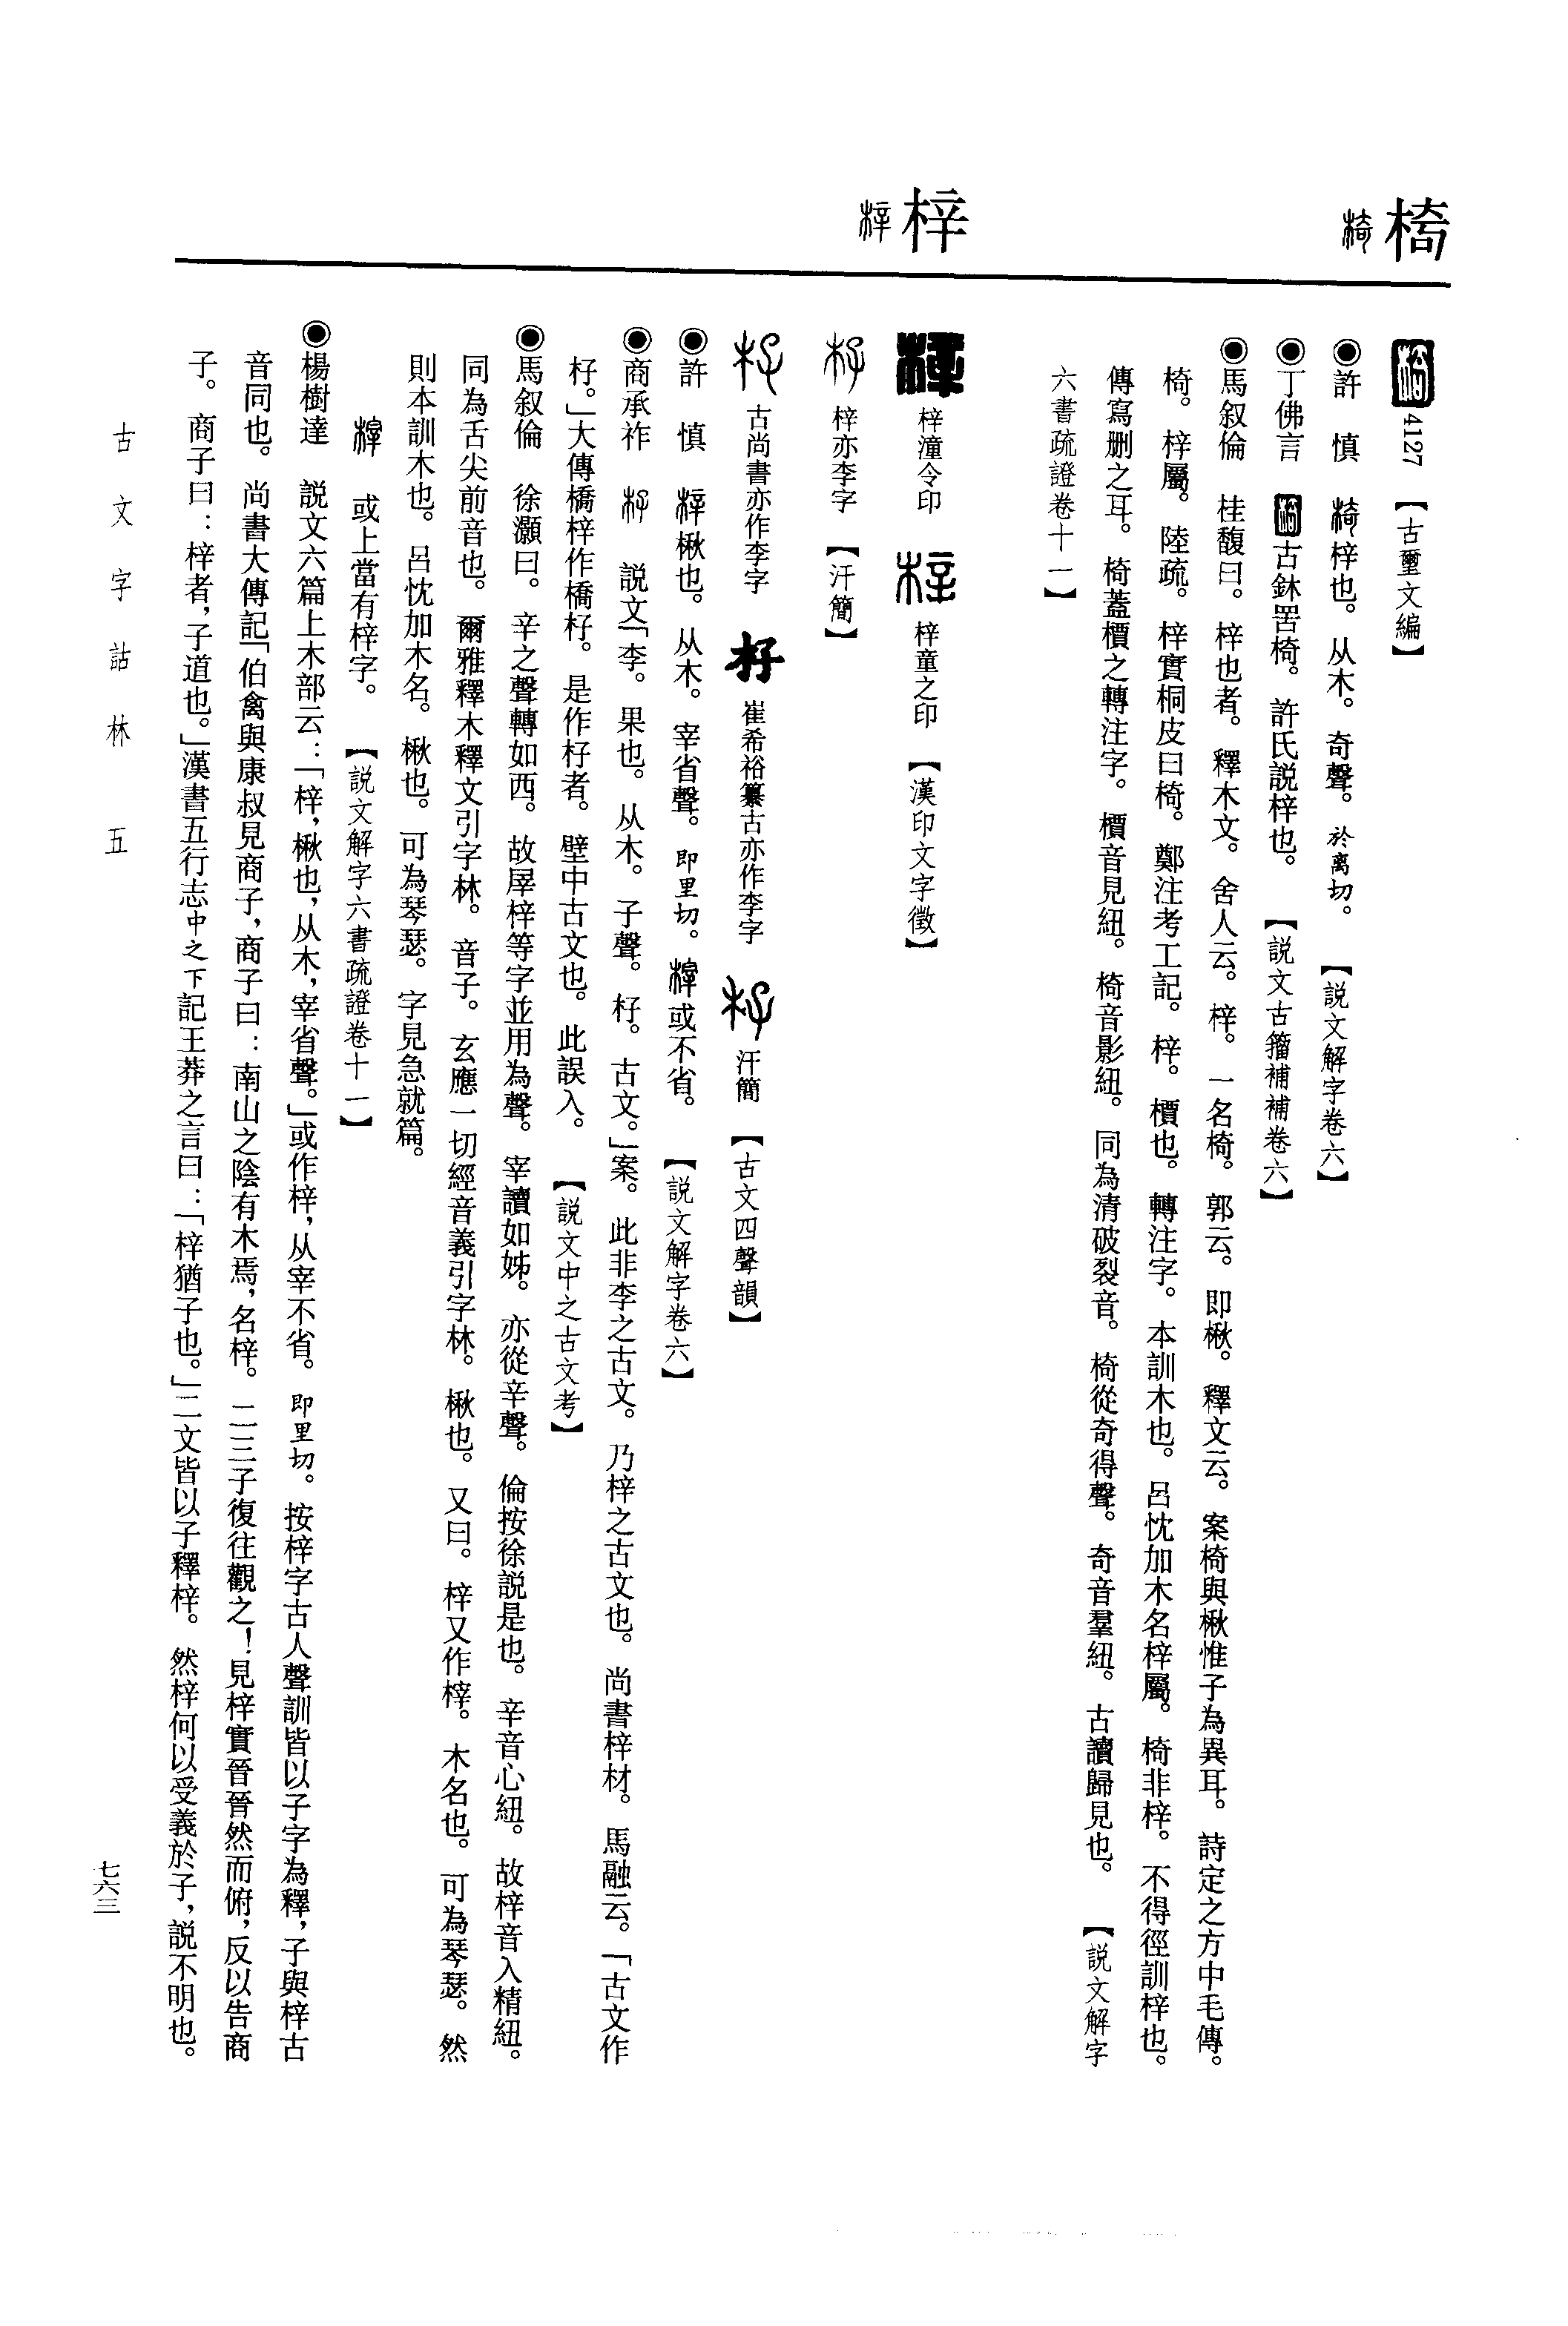 椅
4127 【古璽文編】
◉許　慎　椅梓也。从木。奇聲。於离切。【説文解字卷六】
◉丁佛言　古鉨䍐椅。許氏説梓也。【説文古籀補補卷六】
◉馬叙倫　桂馥曰。梓也者。釋木文。舍人云。梓。一名椅。郭云。即楸。釋文云。案椅與楸惟子為異耳。詩定之方中毛傳。
椅。梓屬。陸疏。梓實桐皮曰椅。鄭注考工記。梓。檟也。轉注字。本訓木也。呂忱加木名梓屬。椅非梓。不得徑訓梓也。
傳寫删之耳。椅蓋檟之轉注字。檟音見紐。椅音影紐。同為清破裂音。椅從奇得聲。奇音羣紐。古讀歸見也。【説文解字
六書疏證卷十一】
梓
梓潼令印　梓童之印【漢印文字徵】
梓亦李字【汗簡】
古尚書亦作李字　崔希裕纂古亦作李字　汗簡【古文四聲韻】
◉許　慎　梓楸也。从木。宰省聲。即里切。榟或不省。【説文解字卷六】
◉商承祚　杍　説文「李。果也。从木。子聲。杍。古文。」案。此非李之古文。乃梓之古文也。尚書梓材。馬融云。「古文作
杍。」大傳橋梓作橋杍。是作杍者。壁中古文也。此誤入。【説文中之古文考】
◉馬叙倫　徐灝曰。辛之聲轉如西。故屖梓等字並用為聲。宰讀如姊。亦從辛聲。倫按徐説是也。辛音心紐。故梓音入精紐。
同為舌尖前音也。爾雅釋木釋文引字林。音子。玄應一切經音義引字林。楸也。又曰。梓又作榟。木名也。可為琴瑟。然
則本訓木也。呂忱加木名。楸也。可為琴瑟。字見急就篇。
榟　或上當有梓字。【説文解字六書疏證卷十一】
◉楊樹達　説文六篇上木部云：「梓，楸也，从木，宰省聲。」或作榟，从宰不省。即里切。按梓字古人聲訓皆以子字為釋，子與梓古
音同也。尚書大傳記「伯禽與康叔見商子，商子曰：南山之陰有木焉，名梓。二三子復往觀之！見梓實晉晉然而俯，反以告商
子。商子曰：梓者，子道也。」漢書五行志中之下記王莽之言曰：「梓猶子也。」二文皆以子釋梓。然梓何以受義於子，説不明也。
古文字詁林　五
七六三